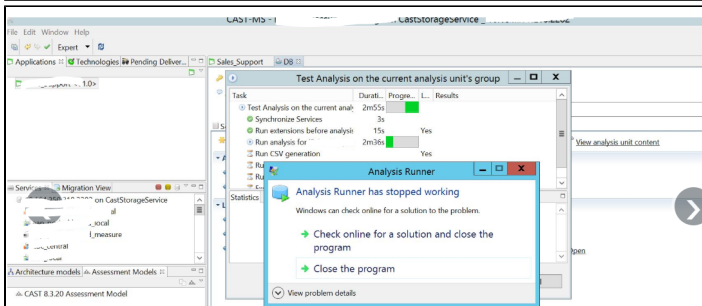 CAST-MS -
CastStorageService _
File Edit Window Help
Expert
Applications Technologies Pending Deliver...
Sales_Support DB
1.0>
Test Analysis on the current analysis unit's group
Task Durati... Progre... L... Results
Test Analysis on the current analy 2m55s
Synchronize Services 3s
Run extensions before analysis 15s Yes
Run analysis for 2m36s
Run CSV generation Yes
View analysis unit content
Analysis Runner
Analysis Runner has stopped working
Windows can check online for a solution to the problem.
Check online for a solution and close the
program
Close the program
View problem details
Statistics
Services Migration View
on CastStorageService
_local
l_measure
_central
Architecture models Assessment Models
CAST 8.3.20 Assessment Model